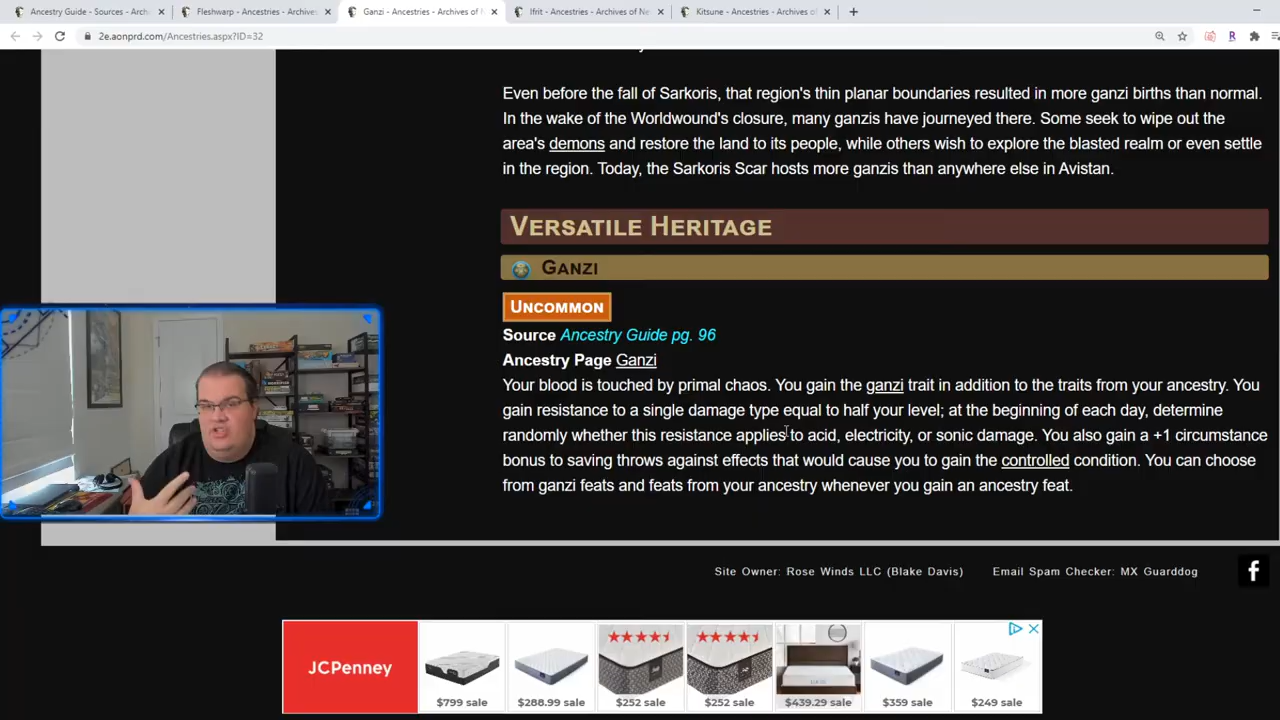 Ancestry Guide - Sources - Arch
Fleshwarp - Ancestries - Archives
Ganzi - Ancestries - Archives of N
Ifrit - Ancestries - Archives of Ne
Kitsune - Ancestries - Archives of
2e.aonprd.com/Ancestries.aspx?ID=32
Even before the fall of Sarkoris, that region's thin planar boundaries resulted in more ganzi births than normal.
In the wake of the Worldwound's closure, many ganzis have journeyed there. Some seek to wipe out the
area's demons and restore the land to its people, while others wish to explore the blasted realm or even settle
in the region. Today, the Sarkoris Scar hosts more ganzis than anywhere else in Avistan.
Versatile Heritage
Ganzi
Uncommon
Source Ancestry Guide pg. 96
Ancestry Page Ganzi
Your blood is touched by primal chaos. You gain the ganzi trait in addition to the traits from your ancestry. You
gain resistance to a single damage type equal to half your level; at the beginning of each day, determine
randomly whether this resistance applies to acid, electricity, or sonic damage. You also gain a +1 circumstance
bonus to saving throws against effects that would cause you to gain the controlled condition. You can choose
from ganzi feats and feats from your ancestry whenever you gain an ancestry feat.
Site Owner: Rose Winds LLC (Blake Davis)
Email Spam Checker: MX Guarddog
f
JCPenney
$799 sale
$288.99 sale
$252 sale
$252 sale
$439.29 sale
$359 sale
$249 sale